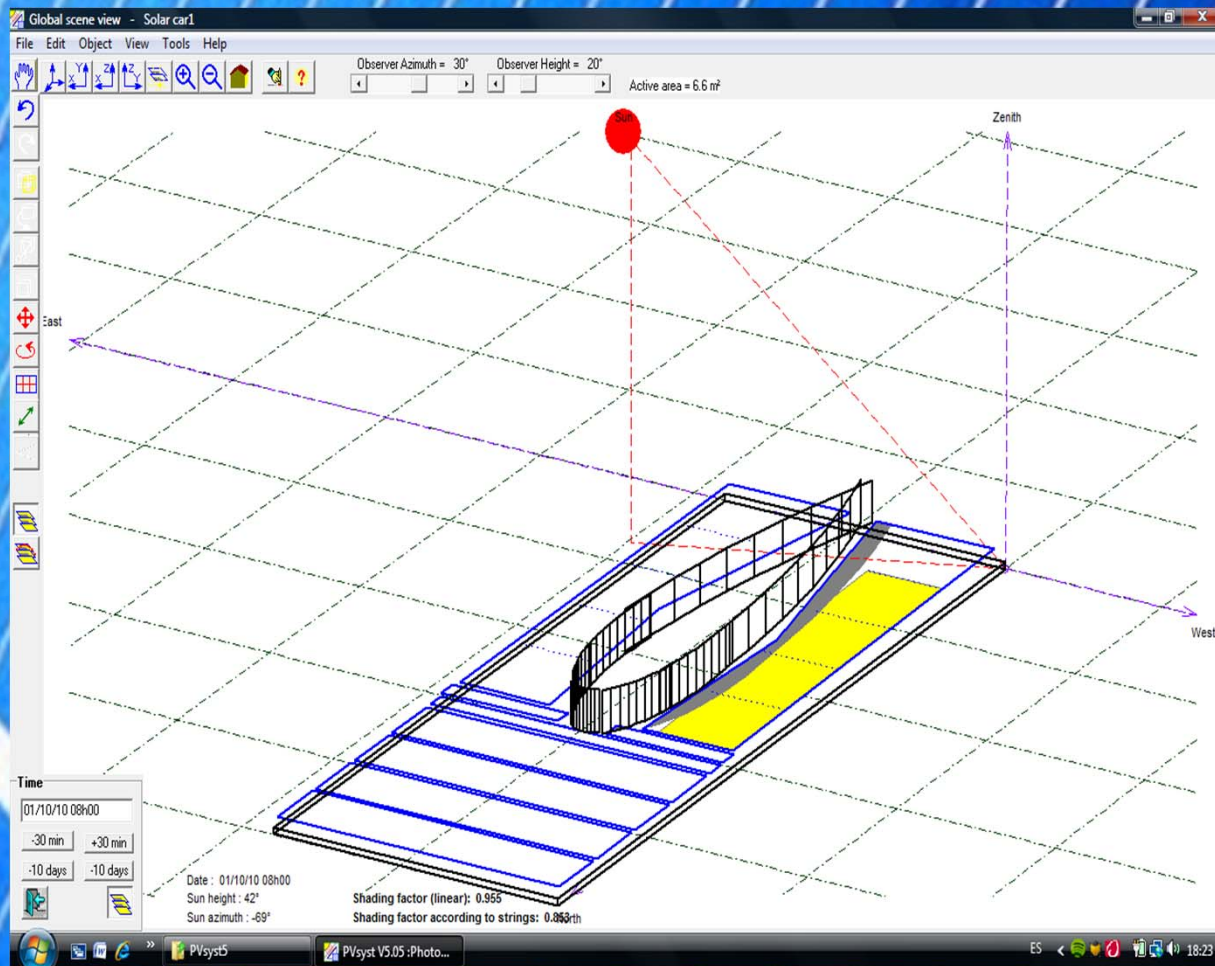 Global scene view - Solar car1
File Edit Object View Tools Help
Observer Azimuth = 30° Observer Height = 20°
Active area = 6.6 m²
Sun
Zenith
East
West
Time
01/10/10 08h00
-30 min +30 min
-10 days -10 days
Date : 01/10/10 08h00
Sun height : 42°
Sun azimuth : -69°
Shading factor (linear): 0.955
Shading factor according to strings: 0.853
PVsyst5
PVsyst V5.05 :Photo...
ES
18:23